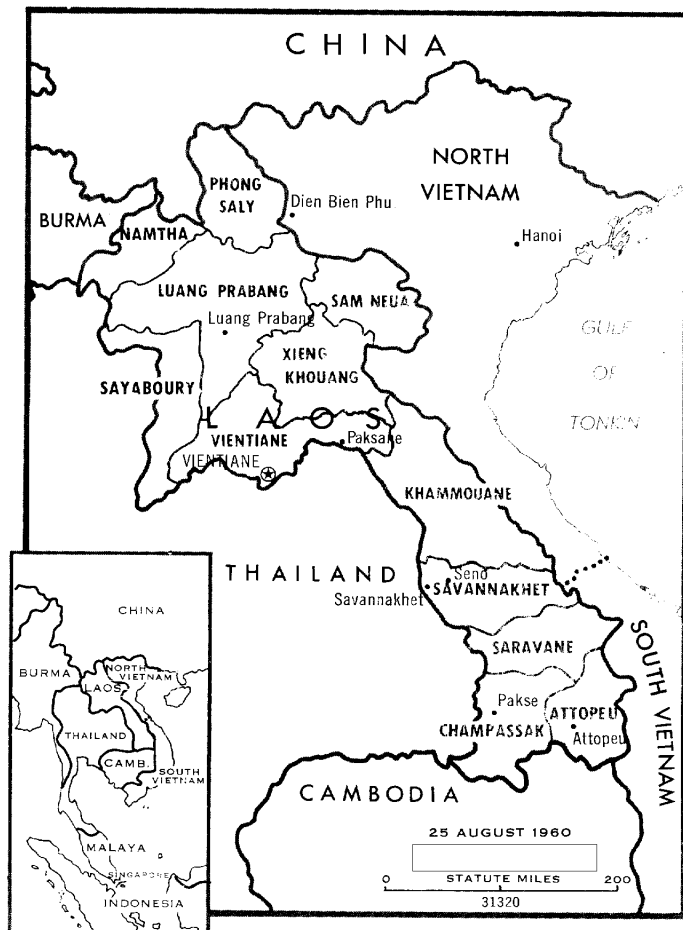 CHINA
NORTH
VIETNAM
PHONG
SALY
Dien Bien Phu
BURMA
NAMTHA
Hanoi
LUANG PRABANG
SAM NEUA
Luang Prabang
GULF
OF
TONKIN
XIENG
KHOUANG
SAYABOURY
LAOS
VIENTIANE
Paksane
VIENTIANE
KHAMMOUANE
THAILAND
Seno
SAVANNAKHET
Savannakhet
SOUTH VIETNAM
SARAVANE
Pakse
ATTOPEU
CHAMPASSAK
Attopeu
CAMBODIA
25 AUGUST 1960
STATUTE MILES
0 200
31320
CHINA
BURMA
NORTH
VIETNAM
LAOS
THAILAND
CAMB.
SOUTH
VIETNAM
MALAYA
SINGAPORE
INDONESIA